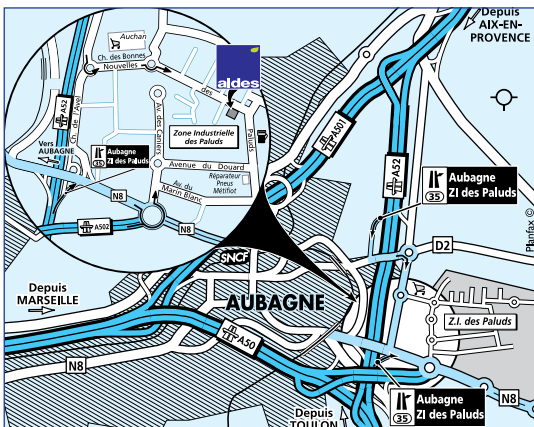 Depuis
AIX-EN-
PROVENCE
Auchan
Ch. des Bonnes
Nouvelles
aldes
des
A52
Ch. de l'Aye
Av. des Carrières
Zone Industrielle
des Paluds
Paluds
A501
A52
Vers
AUBAGNE
Aubagne
ZI des Paluds
35
Avenue du Douard
Réparateur
Pneus
Métifiot
N8
Av. du
Marin Blanc
A502
N8
Aubagne
ZI des Paluds
35
Planfax ©
D2
SNCF
Depuis
MARSEILLE
AUBAGNE
Z.I. des Paluds
A50
N8
Aubagne
ZI des Paluds
35
N8
Depuis
TOULON